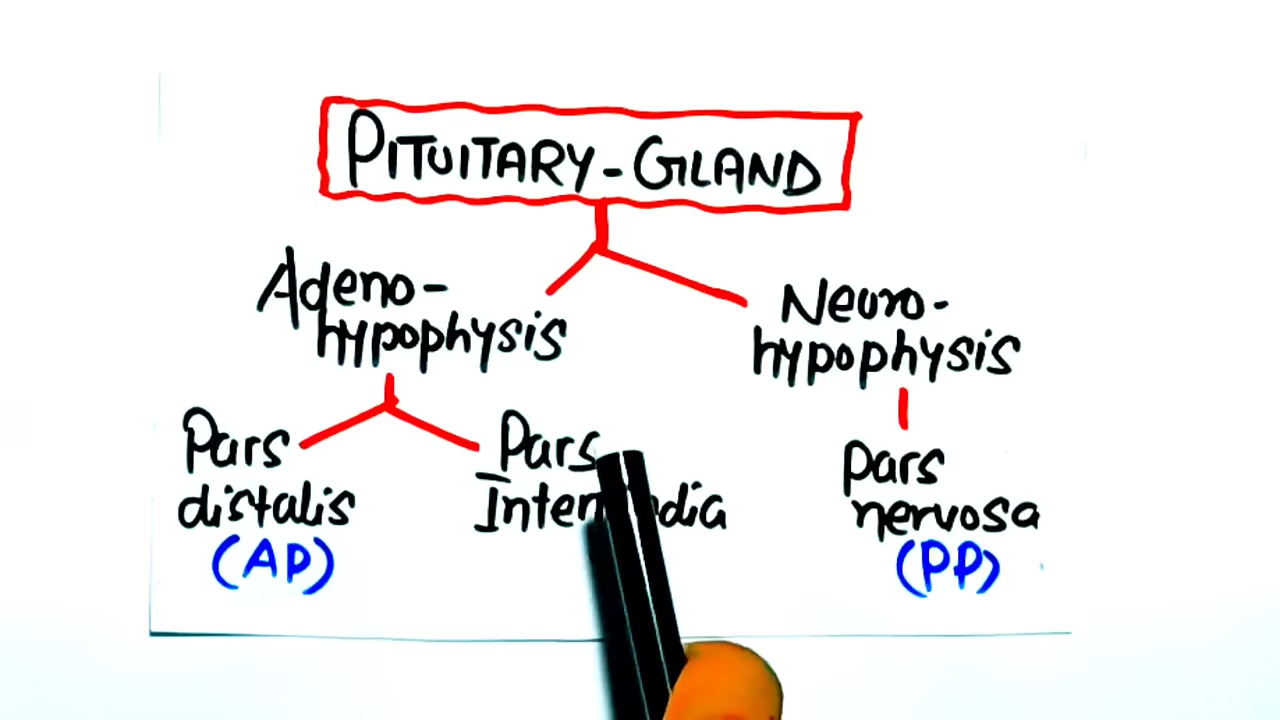 PITUITARY-GLAND
Adeno-
hypophysis
Neuro-
hypophysis
Pars
distalis
(AP)
Pars
Pars
nervosa
(PP)